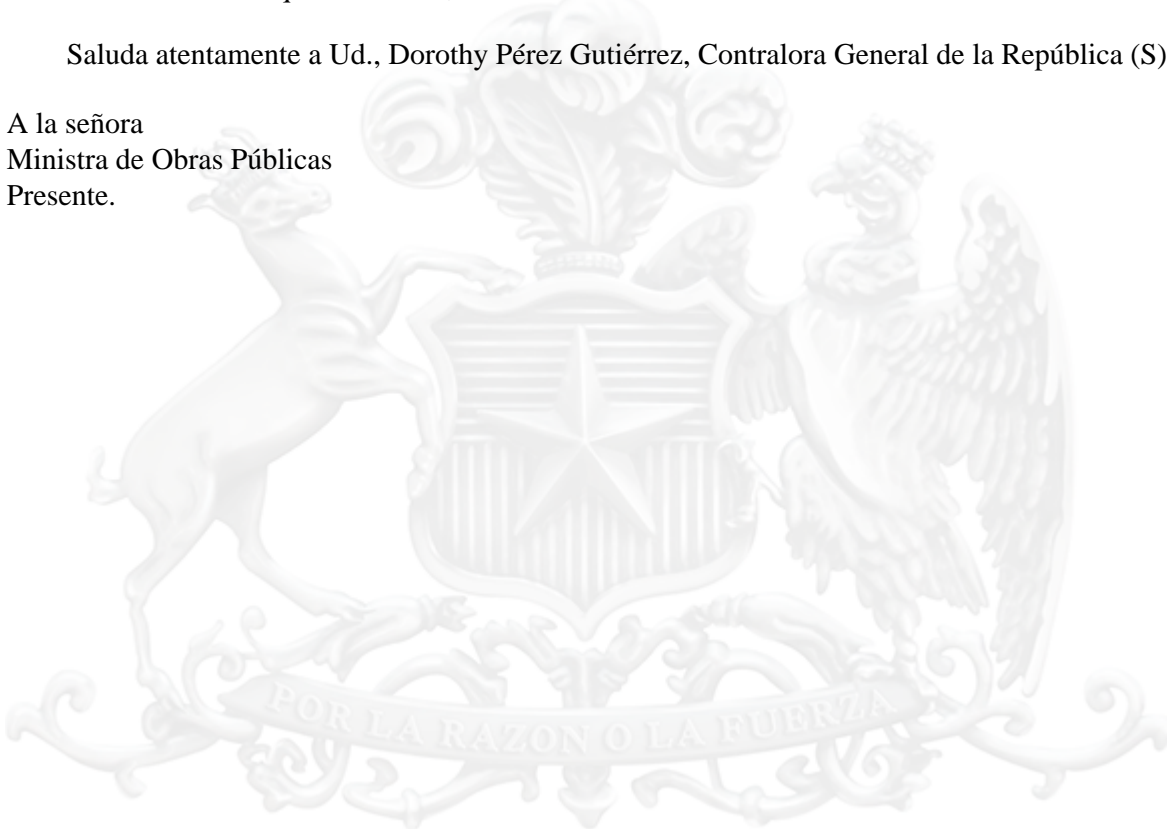 Saluda atentamente a Ud., Dorothy Pérez Gutiérrez, Contralora General de la República (S)
A la señora
Ministra de Obras Públicas
Presente.
POR LA RAZON O LA FUERZA